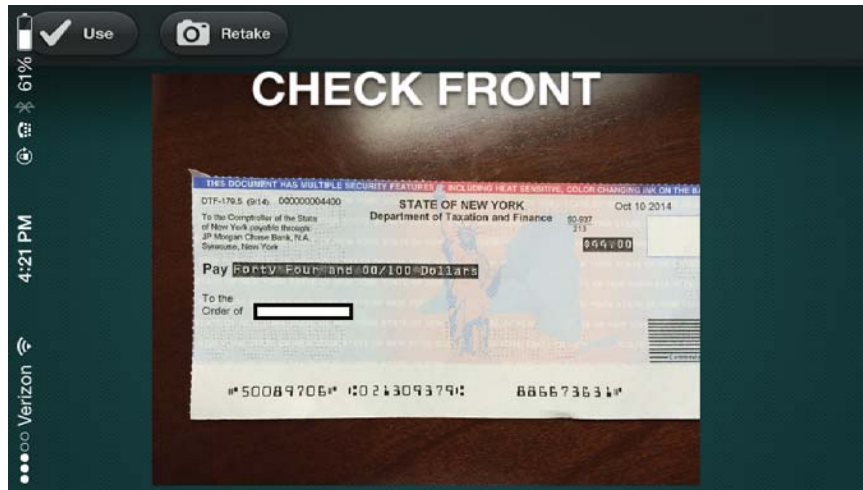 Use
Retake
61%
4:21 PM
Verizon
CHECK FRONT
THIS DOCUMENT HAS MULTIPLE SECURITY FEATURES INCLUDING HEAT SENSITIVE, COLOR CHANGING INK ON THE
DTF-179.5 (9/14) 000000004400
STATE OF NEW YORK
Oct 10 2014
Department of Taxation and Finance
50-937
213
To the Comptroller of the State
of New York payable through:
JP Morgan Chase Bank, N.A.
Syracuse, New York
$44.00
Pay Forty Four and 00/100 Dollars
To the
Order of
⑈50089706⑈ ⑆021309379⑆ 886673631⑈